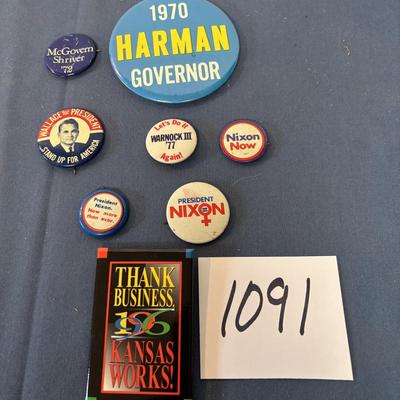 1970
HARMAN
GOVERNOR
McGovern
Shriver
'72
WALLACE for PRESIDENT
STAND UP FOR AMERICA
Let's Do It
WARNOCK III
'77
Again!
Nixon
Now
President
Nixon.
Now more
than ever.
PRESIDENT
NIXON
THANK
BUSINESS,
1996
KANSAS
WORKS!
1091